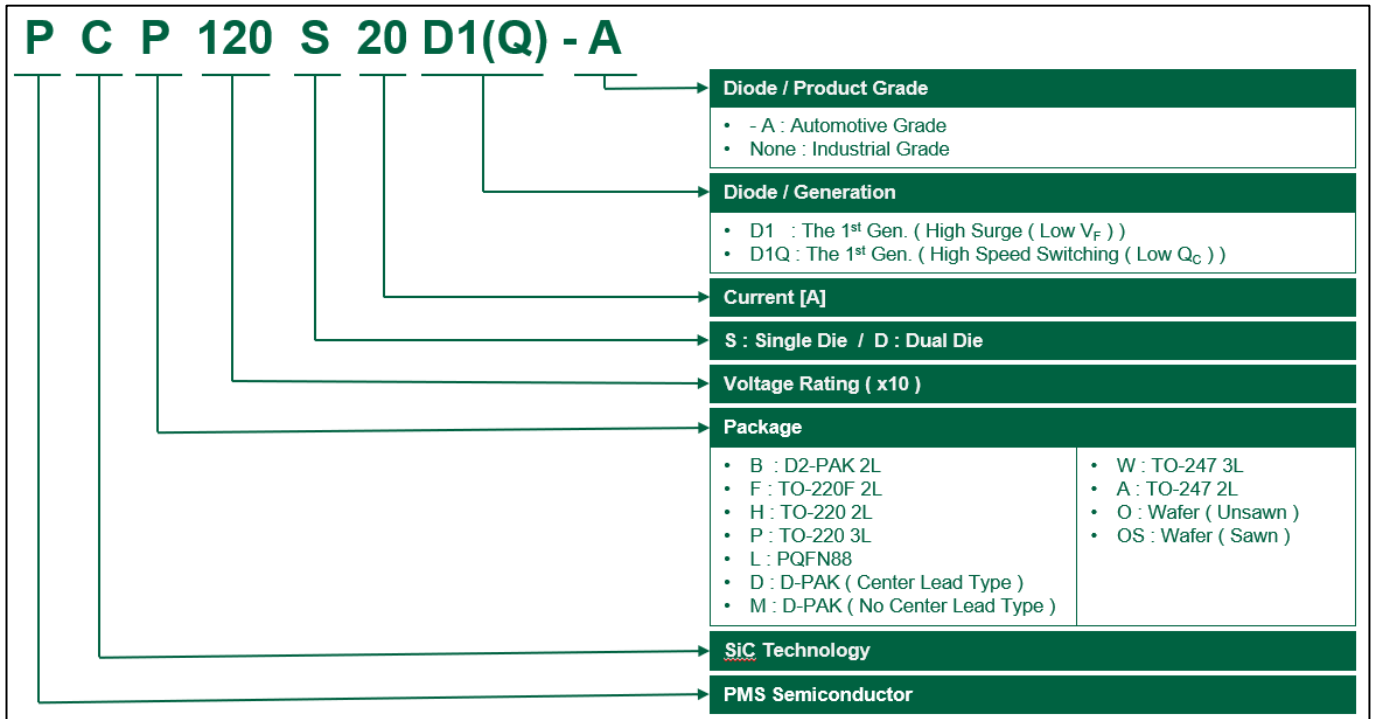 P C P 120 S 20 D1(Q) - A
Diode / Product Grade
• - A : Automotive Grade
• None : Industrial Grade
Diode / Generation
• D1 : The 1st Gen. ( High Surge ( Low VF ) )
• D1Q : The 1st Gen. ( High Speed Switching ( Low QC ) )
Current [A]
S : Single Die / D : Dual Die
Voltage Rating ( x10 )
Package
• B : D2-PAK 2L
• F : TO-220F 2L
• H : TO-220 2L
• P : TO-220 3L
• L : PQFN88
• D : D-PAK ( Center Lead Type )
• M : D-PAK ( No Center Lead Type )
• W : TO-247 3L
• A : TO-247 2L
• O : Wafer ( Unsawn )
• OS : Wafer ( Sawn )
SiC Technology
PMS Semiconductor